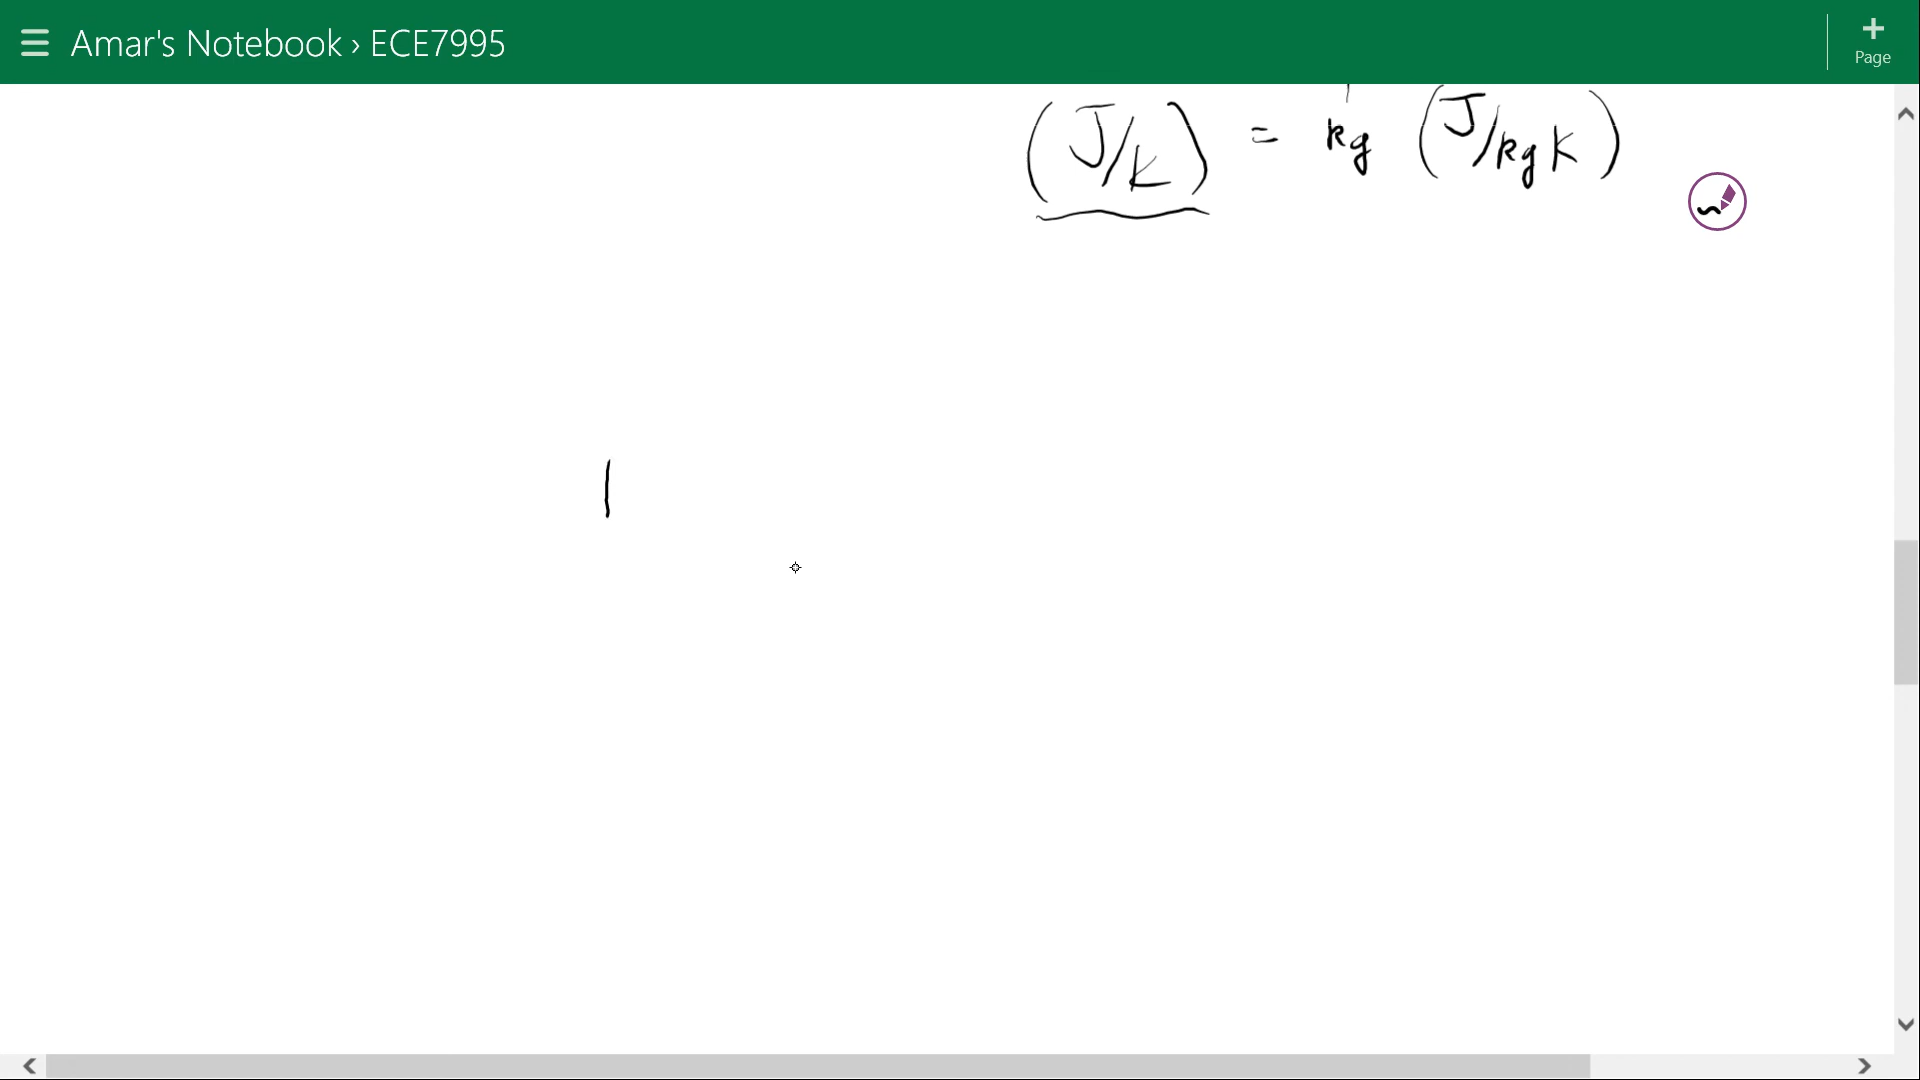 Amar's Notebook › ECE7995
+
Page
(J/K) = kg (J/kg K)
|